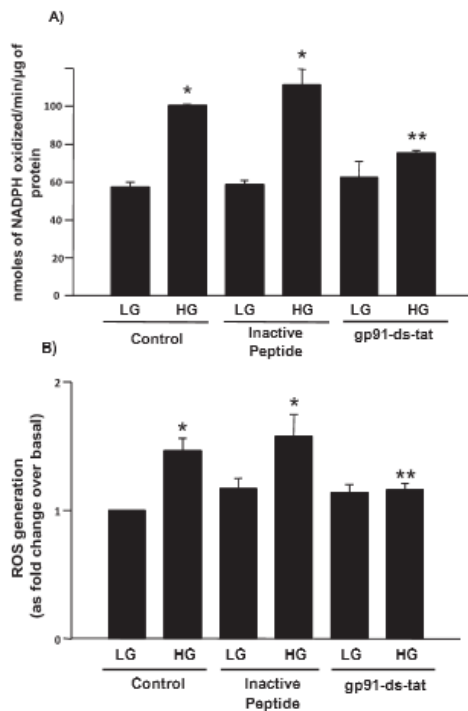 A)
nmoles of NADPH oxidized/min/µg of
protein
100
80
60
40
20
0
*
*
**
LG HG LG HG LG HG
Control Inactive Peptide gp91-ds-tat
B)
ROS generation
(as fold change over basal)
2
1
0
*
*
**
LG HG LG HG LG HG
Control Inactive Peptide gp91-ds-tat